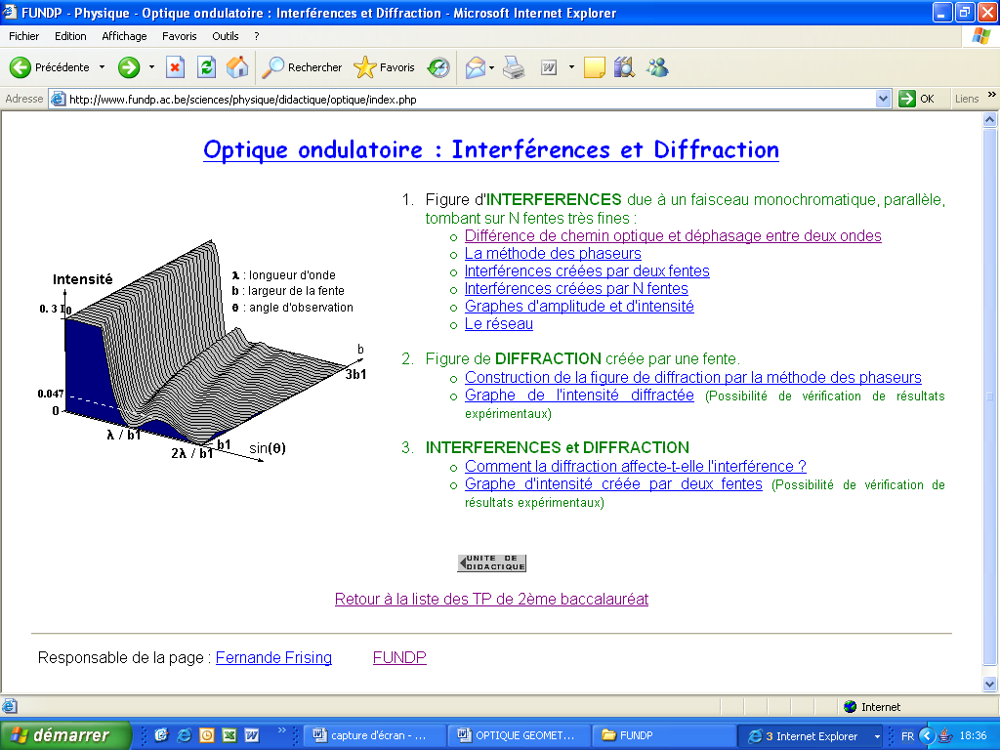 FUNDP - Physique - Optique ondulatoire : Interférences et Diffraction - Microsoft Internet Explorer
Fichier Edition Affichage Favoris Outils ?
Précédente Rechercher Favoris
Adresse http://www.fundp.ac.be/sciences/physique/didactique/optique/index.php OK Liens »
Optique ondulatoire : Interférences et Diffraction
Intensité
λ : longueur d'onde
b : largeur de la fente
θ : angle d'observation
b
3b1
0.047
0
λ / b1
2λ / b1
b1
sin(θ)
1. Figure d'INTERFERENCES due à un faisceau monochromatique, parallèle,
tombant sur N fentes très fines :
Différence de chemin optique et déphasage entre deux ondes
La méthode des phaseurs
Interférences créées par deux fentes
Interférences créées par N fentes
Graphes d'amplitude et d'intensité
Le réseau
2. Figure de DIFFRACTION créée par une fente.
Construction de la figure de diffraction par la méthode des phaseurs
Graphe de l'intensité diffractée (Possibilité de vérification de résultats
expérimentaux)
3. INTERFERENCES et DIFFRACTION
Comment la diffraction affecte-t-elle l'interférence ?
Graphe d'intensité créée par deux fentes (Possibilité de vérification de
résultats expérimentaux)
UNITE DE
DIDACTIQUE
Retour à la liste des TP de 2ème baccalauréat
Responsable de la page : Fernande Frising FUNDP
Internet
démarrer » capture d'écran - ... OPTIQUE GEOMET... FUNDP 3 Internet Explorer FR 18:36